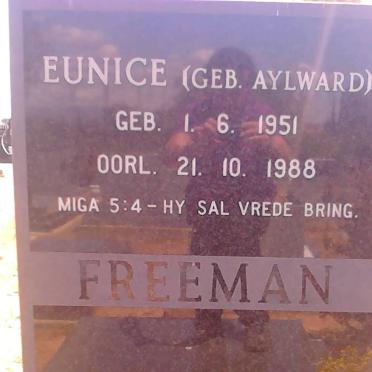 EUNICE (GEB. AYLWARD)
GEB. 1. 6. 1951
OORL. 21. 10. 1988
MIGA 5:4 - HY SAL VREDE BRING.
FREEMAN